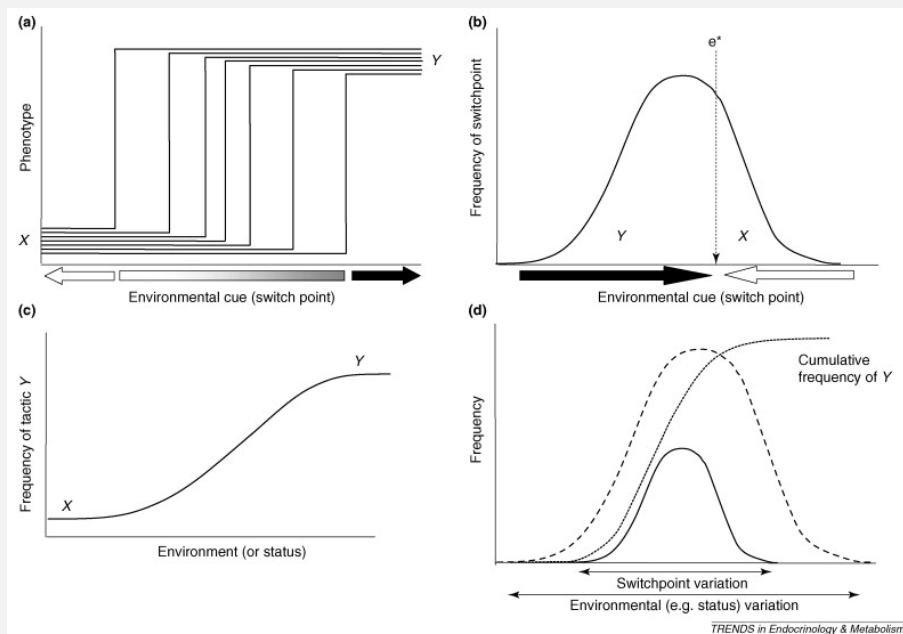 (a)
Phenotype
Y
X
Environmental cue (switch point)
(b)
e*
Frequency of switchpoint
Y
X
Environmental cue (switch point)
(c)
Frequency of tactic Y
Y
X
Environment (or status)
(d)
Frequency
Cumulative
frequency of Y
Switchpoint variation
Environmental (e.g. status) variation
TRENDS in Endocrinology & Metabolism